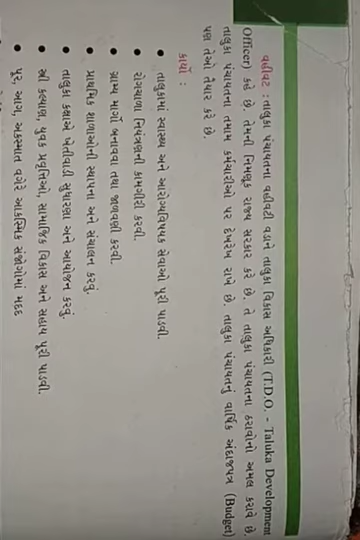 વહીવટ : તાલુકા પંચાયતના વહીવટી વડાને તાલુકા વિકાસ અધિકારી (T.D.O. - Taluka Development
Officer) કહે છે. તેમની નિમણૂક રાજ્ય સરકાર કરે છે. તે તાલુકા પંચાયતના ઠરાવોનો અમલ કરાવે છે.
તાલુકા પંચાયતના તમામ કર્મચારીઓ પર દેખરેખ રાખે છે. તાલુકા પંચાયતનું વાર્ષિક અંદાજપત્ર (Budget)
પણ તેઓ તૈયાર કરે છે.
કાર્યો :
• તાલુકામાં સ્વાસ્થ્ય અને આરોગ્યવિષયક સેવાઓ પૂરી પાડવી.
• રોગચાળા નિયંત્રણની કામગીરી કરવી.
• ગ્રામ્ય માર્ગો બનાવવા તથા જાળવણી કરવી.
• પ્રાથમિક શાળાઓની સ્થાપના અને સંચાલન કરવું.
• તાલુકા કક્ષાએ ખેતીવાડી સુધારણા અને આયોજન કરવું.
• સ્ત્રી કલ્યાણ, યુવક પ્રવૃત્તિઓ, સામાજિક વિકાસ અને સહાય પૂરી પાડવી.
• પૂર, આગ, અકસ્માત વગેરે આકસ્મિક સંજોગોમાં મદદ